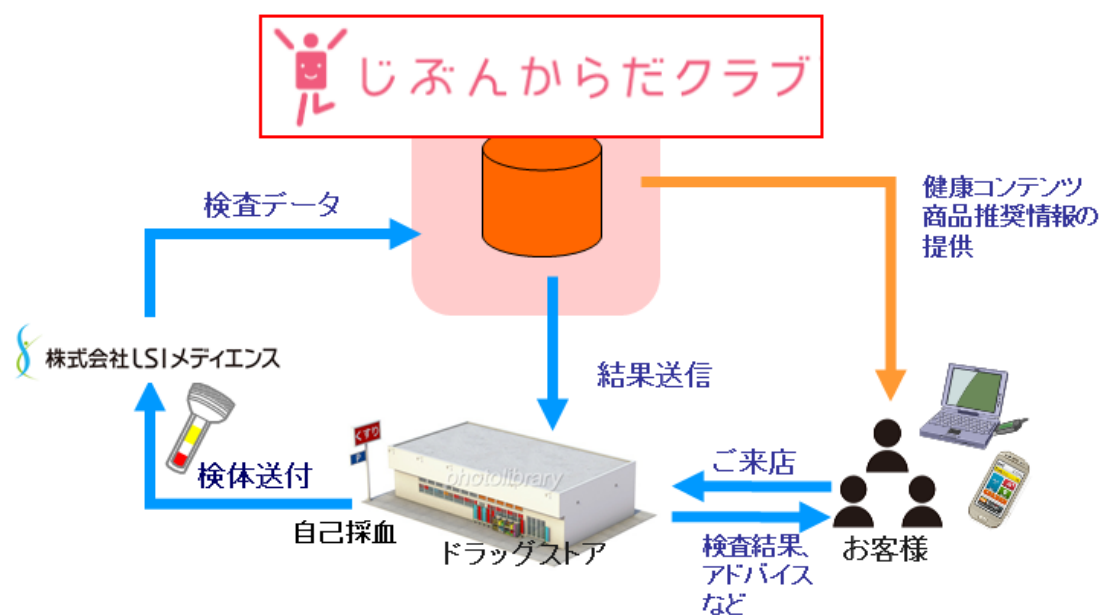 じぶんからだクラブ
検査データ
健康コンテンツ
商品推奨情報の
提供
株式会社LSIメディエンス
結果送信
くすり
P
photolibrary
検体送付
ご来店
自己採血
ドラッグストア
検査結果、
アドバイス
など
お客様